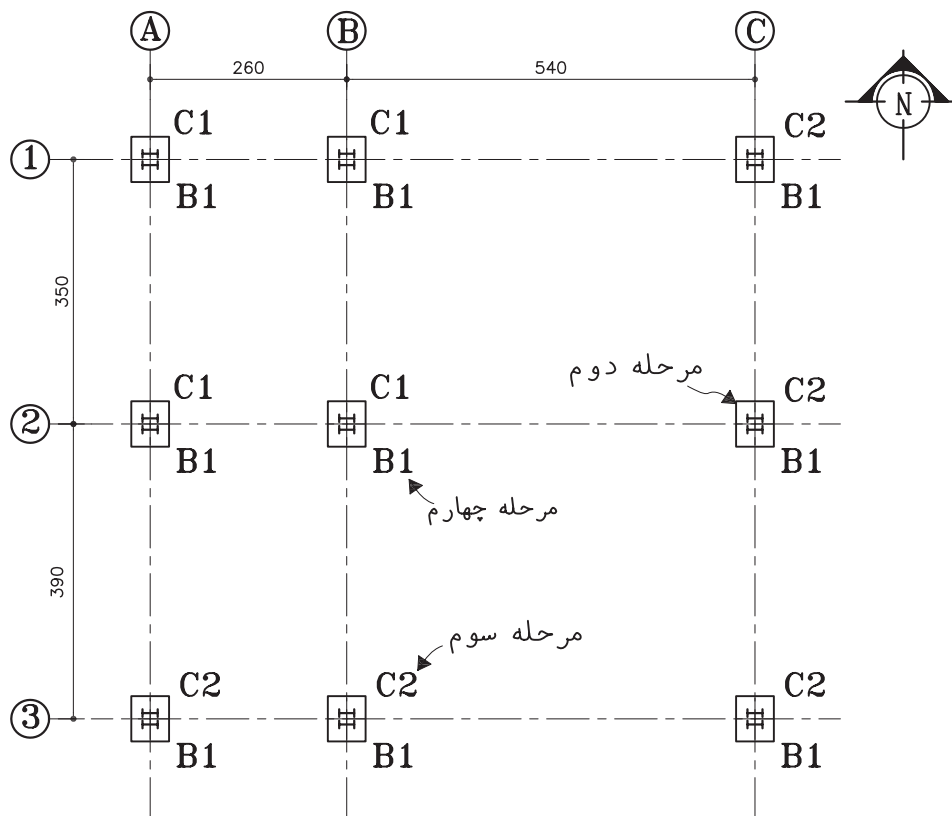 A B C
260 540
N
C1 C1 C2
1
B1 B1 B1
350
مرحله دوم
C1 C1 C2
2
B1 B1 B1
مرحله چهارم
390
مرحله سوم
C2 C2 C2
3
B1 B1 B1